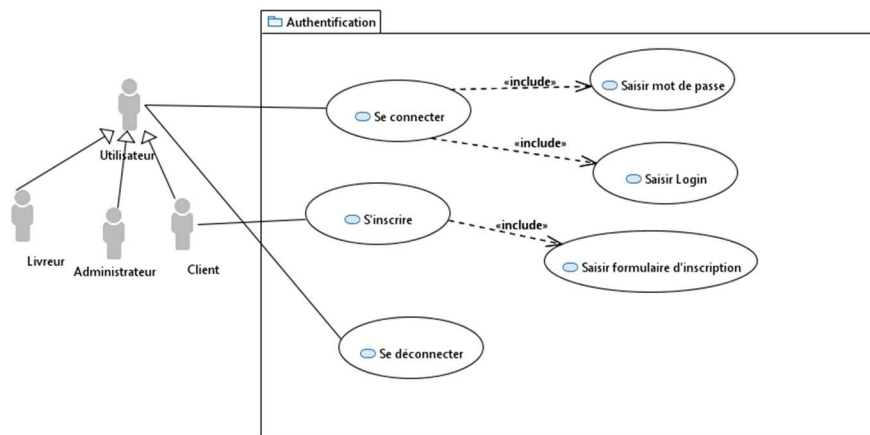 Authentification
«include»
Saisir mot de passe
Se connecter
Utilisateur
«include»
Saisir Login
S'inscrire
«include»
Livreur
Administrateur
Client
Saisir formulaire d'inscription
Se déconnecter